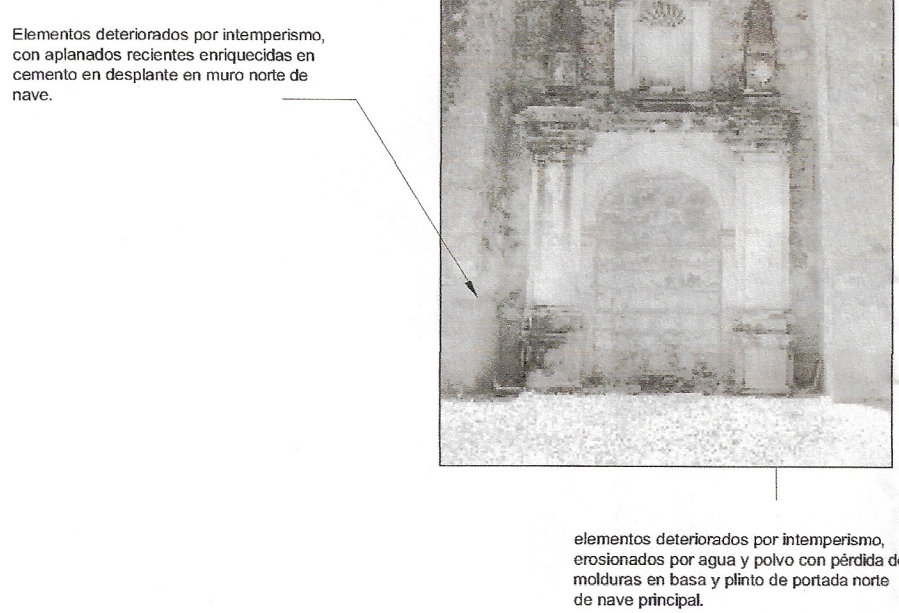 Elementos deteriorados por intemperismo,
con aplanados recientes enriquecidas en
cemento en desplante en muro norte de
nave.
elementos deteriorados por intemperismo,
erosionados por agua y polvo con pérdida
molduras en basa y plinto de portada norte
de nave principal.